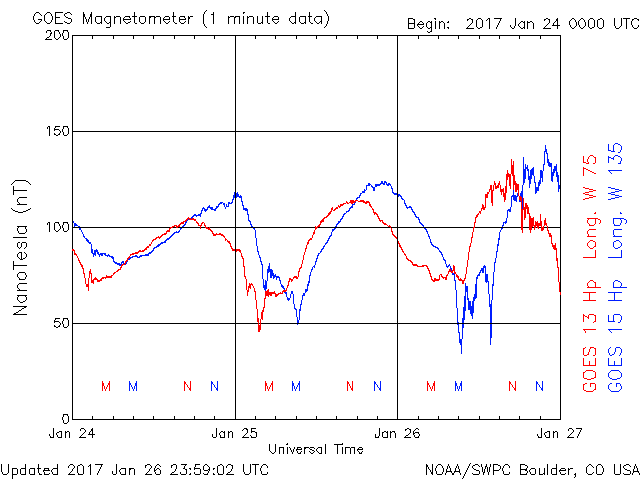 GOES Magnetometer (1 minute data)
Begin: 2017 Jan 24 0000 UTC
200
150
100
50
0
NanoTesla (nT)
M M N N M M N N M M N N
Jan 24 Jan 25 Jan 26 Jan 27
Universal Time
GOES 13 Hp Long. W 75
GOES 15 Hp Long. W 135
Updated 2017 Jan 26 23:59:02 UTC
NOAA/SWPC Boulder, CO USA